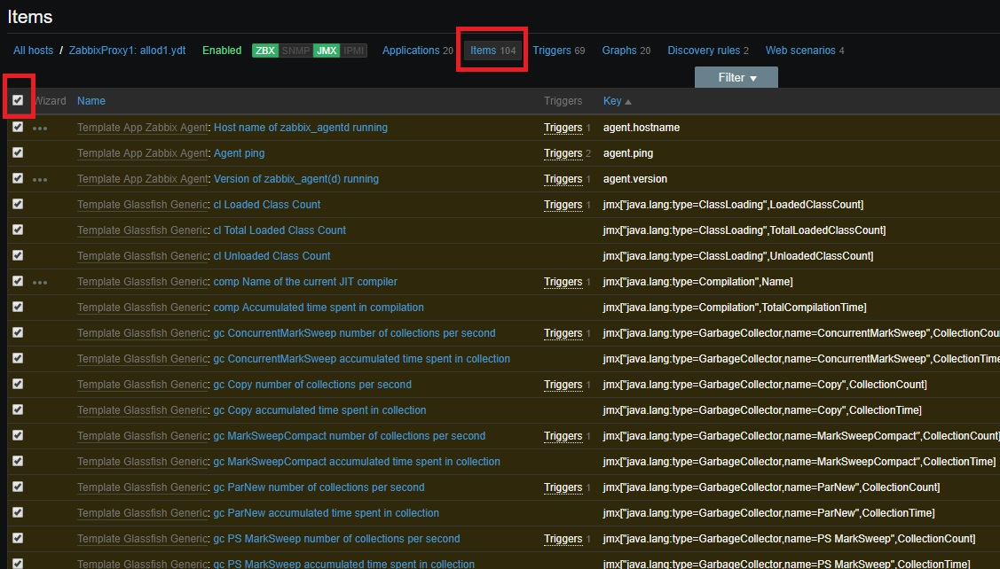 Items
All hosts / ZabbixProxy1: allod1.ydt Enabled ZBX SNMP JMX IPMI Applications 20 Items 104 Triggers 69 Graphs 20 Discovery rules 2 Web scenarios 4
Filter ▼
Wizard Name Triggers Key ▲
Template App Zabbix Agent: Host name of zabbix_agentd running Triggers 1 agent.hostname
Template App Zabbix Agent: Agent ping Triggers 2 agent.ping
Template App Zabbix Agent: Version of zabbix_agent(d) running Triggers 1 agent.version
Template Glassfish Generic: cl Loaded Class Count Triggers 1 jmx["java.lang:type=ClassLoading",LoadedClassCount]
Template Glassfish Generic: cl Total Loaded Class Count jmx["java.lang:type=ClassLoading",TotalLoadedClassCount]
Template Glassfish Generic: cl Unloaded Class Count jmx["java.lang:type=ClassLoading",UnloadedClassCount]
Template Glassfish Generic: comp Name of the current JIT compiler Triggers 1 jmx["java.lang:type=Compilation",Name]
Template Glassfish Generic: comp Accumulated time spent in compilation jmx["java.lang:type=Compilation",TotalCompilationTime]
Template Glassfish Generic: gc ConcurrentMarkSweep number of collections per second Triggers 1 jmx["java.lang:type=GarbageCollector,name=ConcurrentMarkSweep",CollectionCou
Template Glassfish Generic: gc ConcurrentMarkSweep accumulated time spent in collection jmx["java.lang:type=GarbageCollector,name=ConcurrentMarkSweep",CollectionTime
Template Glassfish Generic: gc Copy number of collections per second Triggers 1 jmx["java.lang:type=GarbageCollector,name=Copy",CollectionCount]
Template Glassfish Generic: gc Copy accumulated time spent in collection jmx["java.lang:type=GarbageCollector,name=Copy",CollectionTime]
Template Glassfish Generic: gc MarkSweepCompact number of collections per second Triggers 1 jmx["java.lang:type=GarbageCollector,name=MarkSweepCompact",CollectionCount]
Template Glassfish Generic: gc MarkSweepCompact accumulated time spent in collection jmx["java.lang:type=GarbageCollector,name=MarkSweepCompact",CollectionTime]
Template Glassfish Generic: gc ParNew number of collections per second Triggers 1 jmx["java.lang:type=GarbageCollector,name=ParNew",CollectionCount]
Template Glassfish Generic: gc ParNew accumulated time spent in collection jmx["java.lang:type=GarbageCollector,name=ParNew",CollectionTime]
Template Glassfish Generic: gc PS MarkSweep number of collections per second Triggers 1 jmx["java.lang:type=GarbageCollector,name=PS MarkSweep",CollectionCount]
Template Glassfish Generic: gc PS MarkSweep accumulated time spent in collection jmx["java.lang:type=GarbageCollector,name=PS MarkSweep",CollectionTime]